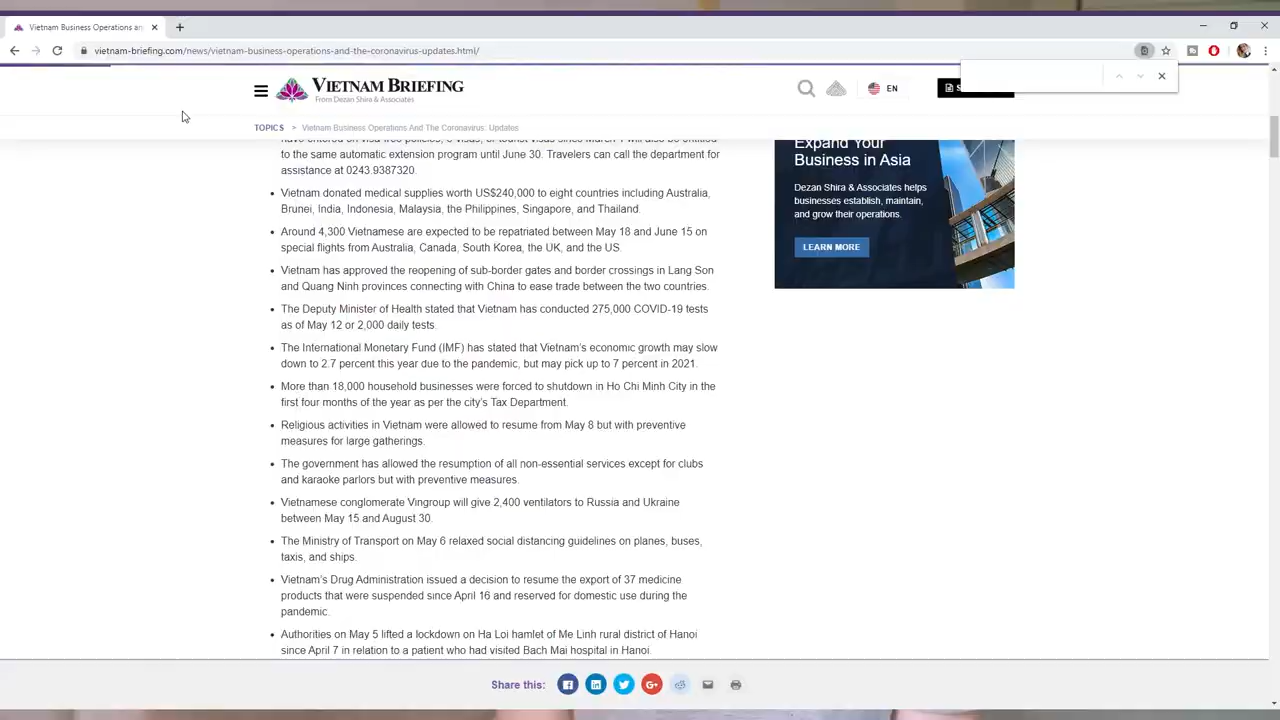 Vietnam Business Operations an
vietnam-briefing.com/news/vietnam-business-operations-and-the-coronavirus-updates.html/
VIETNAM BRIEFING
From Dezan Shira & Associates
EN
S
TOPICS > Vietnam Business Operations And The Coronavirus: Updates
to the same automatic extension program until June 30. Travelers can call the department for
assistance at 0243.9387320.
• Vietnam donated medical supplies worth US$240,000 to eight countries including Australia,
Brunei, India, Indonesia, Malaysia, the Philippines, Singapore, and Thailand.
• Around 4,300 Vietnamese are expected to be repatriated between May 18 and June 15 on
special flights from Australia, Canada, South Korea, the UK, and the US.
• Vietnam has approved the reopening of sub-border gates and border crossings in Lang Son
and Quang Ninh provinces connecting with China to ease trade between the two countries.
• The Deputy Minister of Health stated that Vietnam has conducted 275,000 COVID-19 tests
as of May 12 or 2,000 daily tests.
• The International Monetary Fund (IMF) has stated that Vietnam's economic growth may slow
down to 2.7 percent this year due to the pandemic, but may pick up to 7 percent in 2021.
• More than 18,000 household businesses were forced to shutdown in Ho Chi Minh City in the
first four months of the year as per the city's Tax Department.
• Religious activities in Vietnam were allowed to resume from May 8 but with preventive
measures for large gatherings.
• The government has allowed the resumption of all non-essential services except for clubs
and karaoke parlors but with preventive measures.
• Vietnamese conglomerate Vingroup will give 2,400 ventilators to Russia and Ukraine
between May 15 and August 30.
• The Ministry of Transport on May 6 relaxed social distancing guidelines on planes, buses,
taxis, and ships.
• Vietnam's Drug Administration issued a decision to resume the export of 37 medicine
products that were suspended since April 16 and reserved for domestic use during the
pandemic.
• Authorities on May 5 lifted a lockdown on Ha Loi hamlet of Me Linh rural district of Hanoi
since April 7 in relation to a patient who had visited Bach Mai hospital in Hanoi.
Expand Your
Business in Asia
Dezan Shira & Associates helps
businesses establish, maintain,
and grow their operations.
LEARN MORE
Share this: